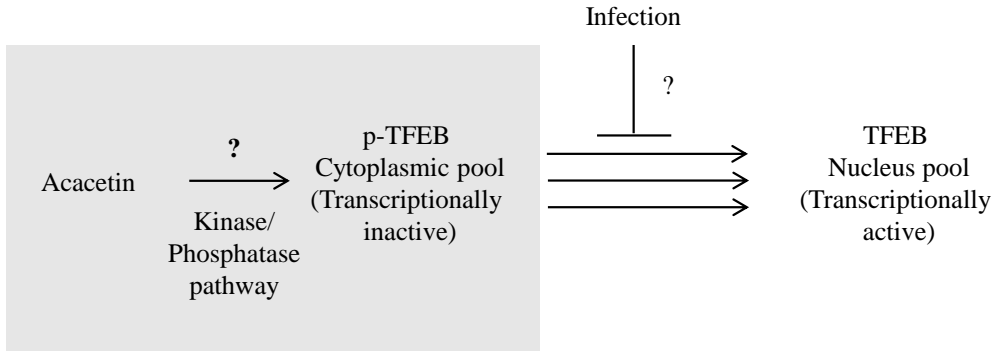 Infection
?
?
Acacetin
Kinase/
Phosphatase
pathway
p-TFEB
Cytoplasmic pool
(Transcriptionally
inactive)
TFEB
Nucleus pool
(Transcriptionally
active)